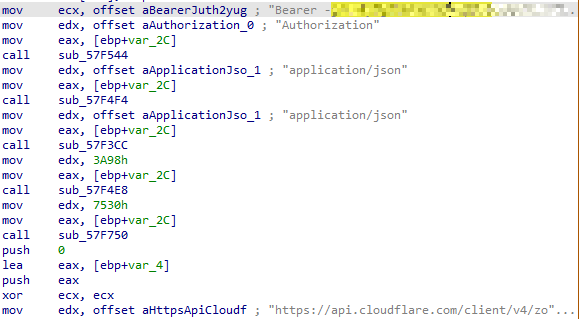 mov ecx, offset aBearerJuth2yug ; "Bearer -
mov edx, offset aAuthorization_0 ; "Authorization"
mov eax, [ebp+var_2C]
call sub_57F544
mov edx, offset aApplicationJso_1 ; "application/json"
mov eax, [ebp+var_2C]
call sub_57F4F4
mov edx, offset aApplicationJso_1 ; "application/json"
mov eax, [ebp+var_2C]
call sub_57F3CC
mov edx, 3A98h
mov eax, [ebp+var_2C]
call sub_57F4E8
mov edx, 7530h
mov eax, [ebp+var_2C]
call sub_57F750
push 0
lea eax, [ebp+var_4]
push eax
xor ecx, ecx
mov edx, offset aHttpsApiCloudf ; "https://api.cloudflare.com/client/v4/zo"...